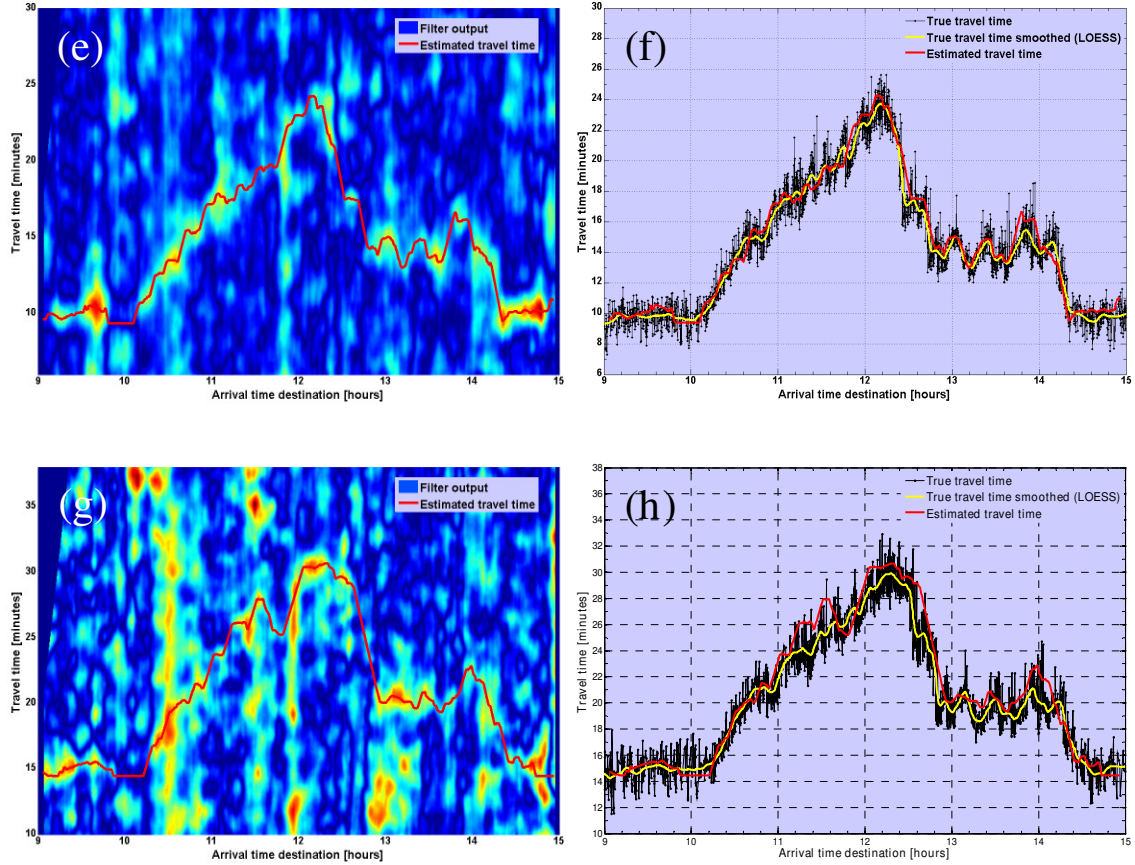 (e)
Filter output
Estimated travel time
30
25
20
15
10
Travel time [minutes]
9 10 11 12 13 14 15
Arrival time destination [hours]
(f)
True travel time
True travel time smoothed (LOESS)
Estimated travel time
30
28
26
24
22
20
18
16
14
12
10
8
6
Travel time [minutes]
9 10 11 12 13 14 15
Arrival time destination [hours]
(g)
Filter output
Estimated travel time
35
30
25
20
15
10
Travel time [minutes]
9 10 11 12 13 14 15
Arrival time destination [hours]
(h)
True travel time
True travel time smoothed (LOESS)
Estimated travel time
38
36
34
32
30
28
26
24
22
20
18
16
14
12
10
Travel time [minutes]
9 10 11 12 13 14 15
Arrival time destination [hours]